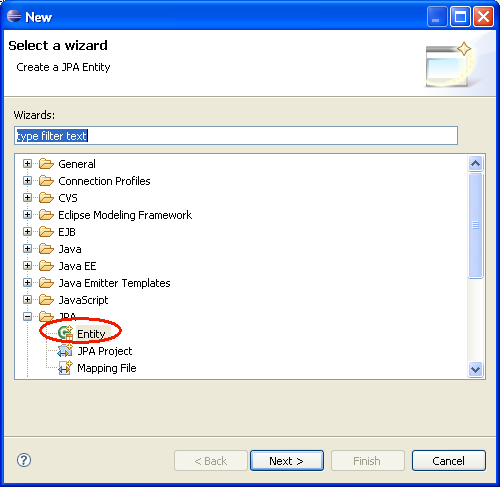 New
Select a wizard
Create a JPA Entity
Wizards:
type filter text
General
Connection Profiles
CVS
Eclipse Modeling Framework
EJB
Java
Java EE
Java Emitter Templates
JavaScript
JPA
Entity
JPA Project
Mapping File
? < Back Next > Finish Cancel